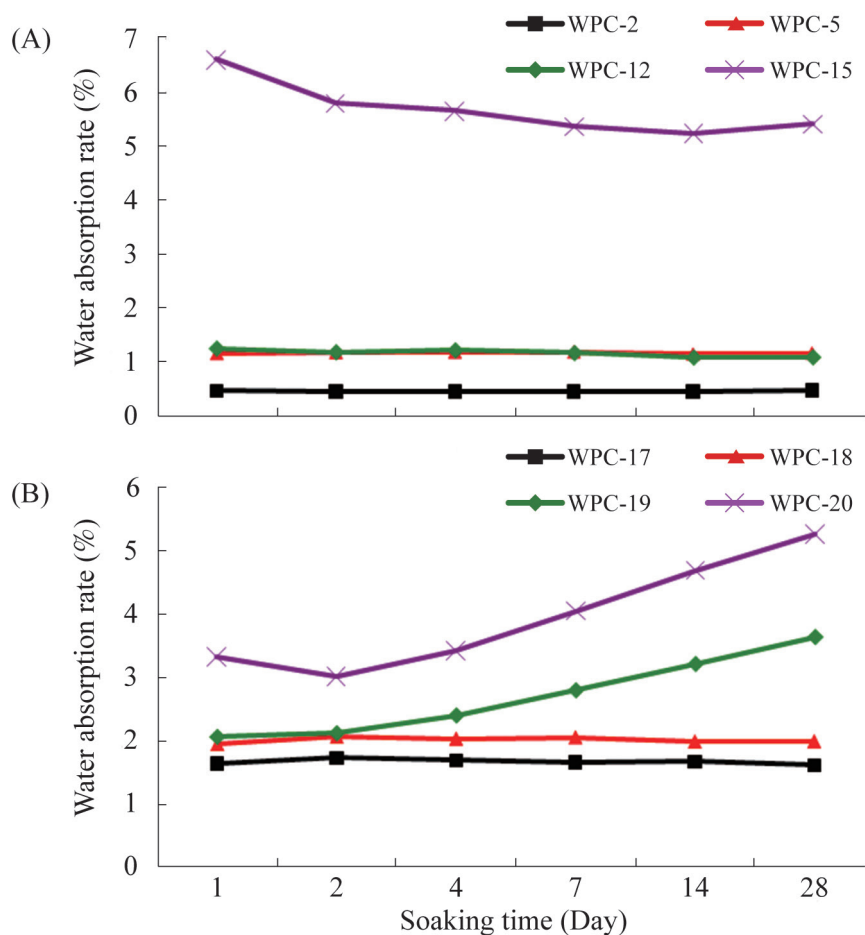 (A)
WPC-2 WPC-5
WPC-12 WPC-15
Water absorption rate (%)
7
6
5
4
3
2
1
0
(B)
WPC-17 WPC-18
WPC-19 WPC-20
Water absorption rate (%)
6
5
4
3
2
1
0
1 2 4 7 14 28
Soaking time (Day)